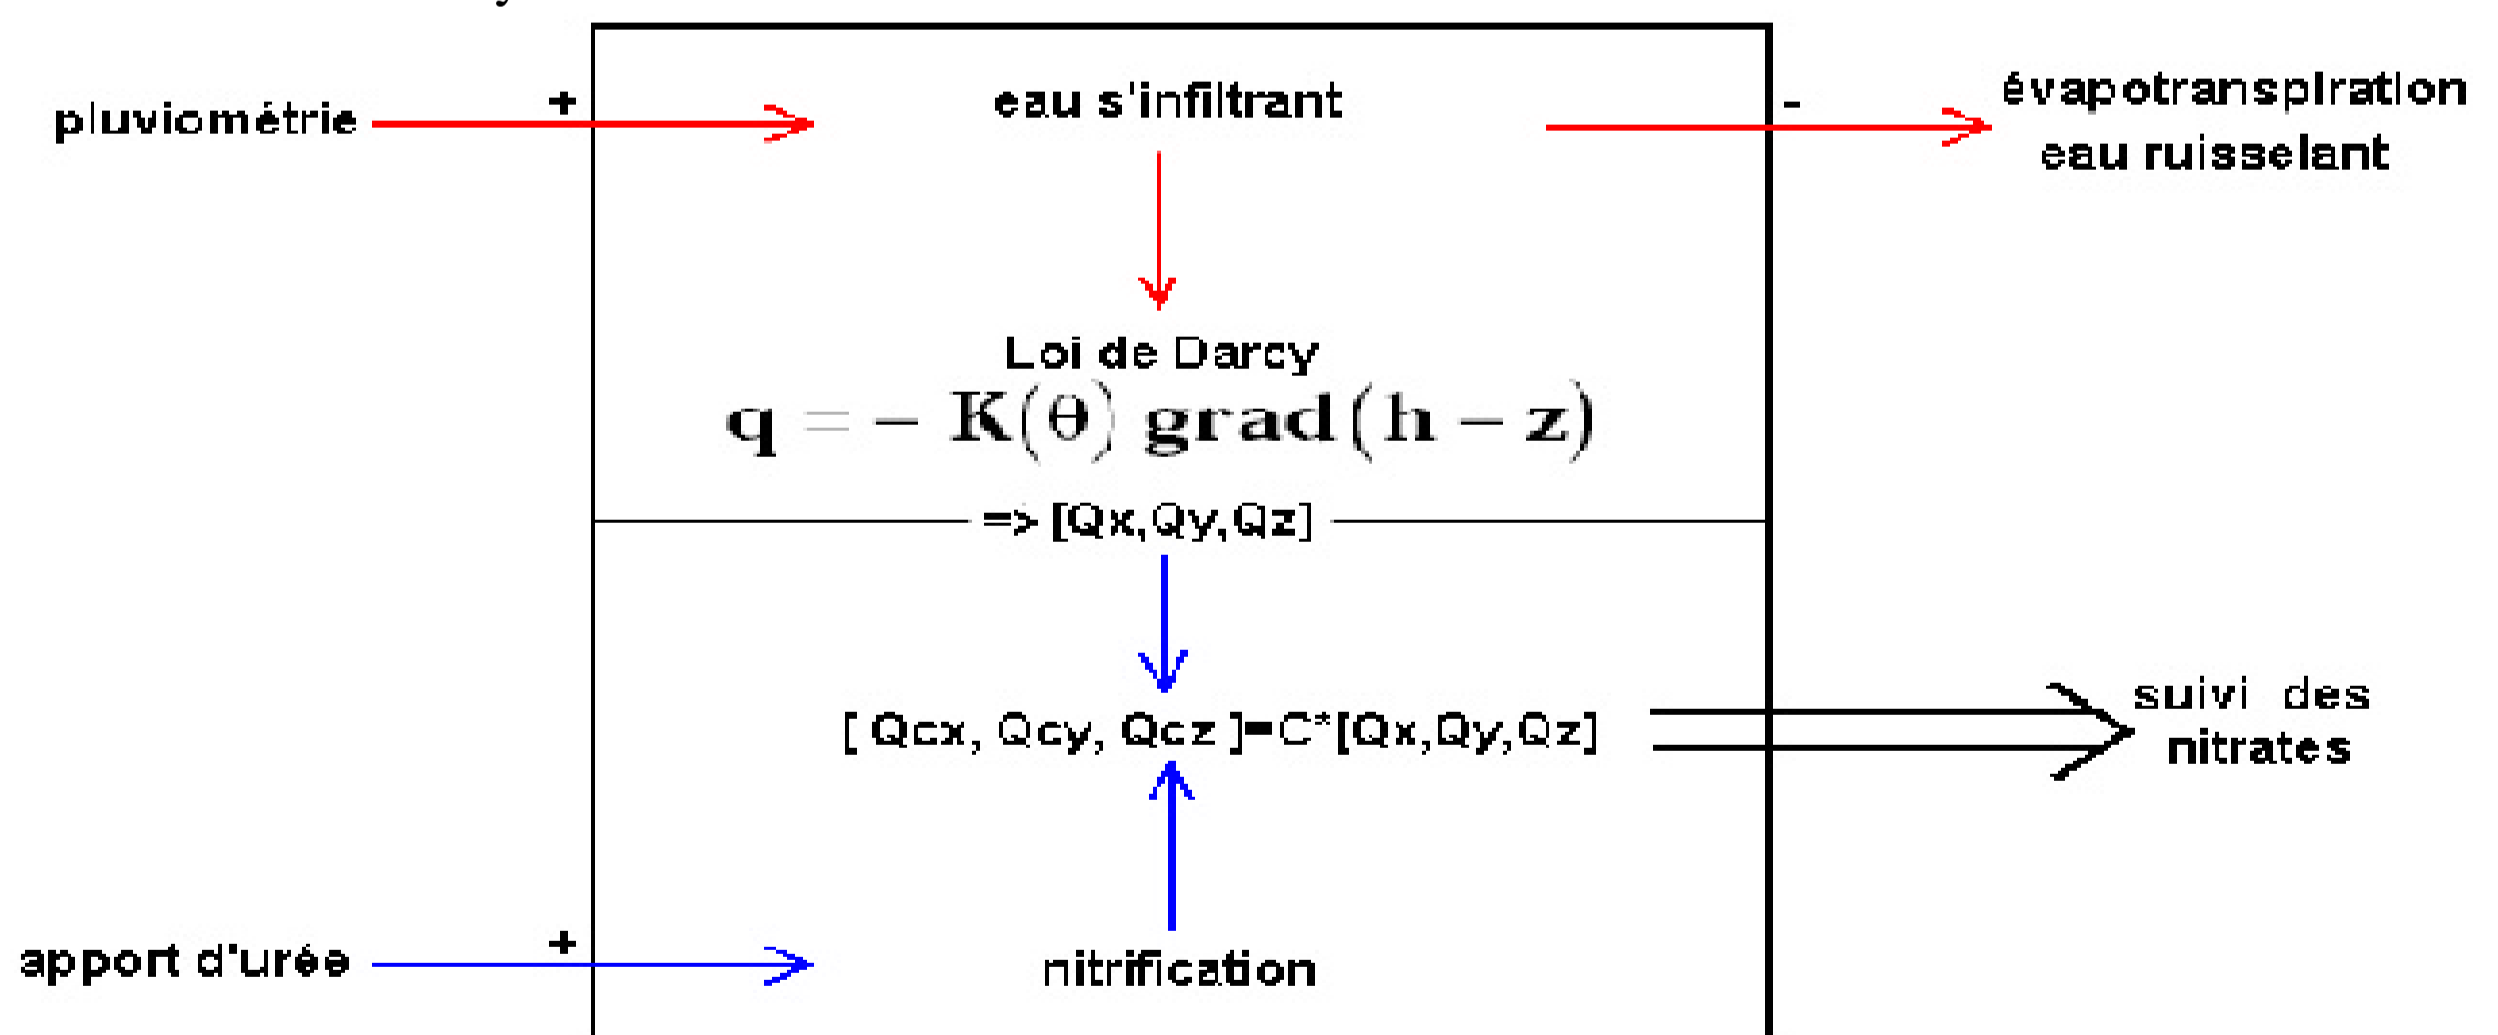 pluviométrie
+
eau s'infiltrant
-
évapotranspiration
eau ruisselant
Loi de Darcy
q = − K(θ) grad(h − z)
=> [Qx,Qy,Qz]
[ Qcx, Qcy, Qcz ]=C*[Qx,Qy,Qz]
suivi des
nitrates
apport d'urée
+
nitrification